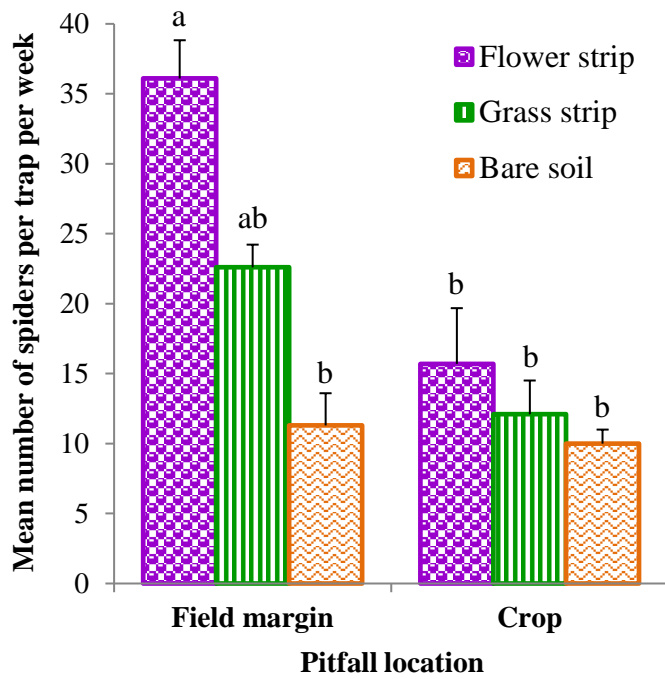 Mean number of spiders per trap per week
40
35
30
25
20
15
10
5
0
a
ab
b
b
b
b
Flower strip
Grass strip
Bare soil
Field margin
Crop
Pitfall location